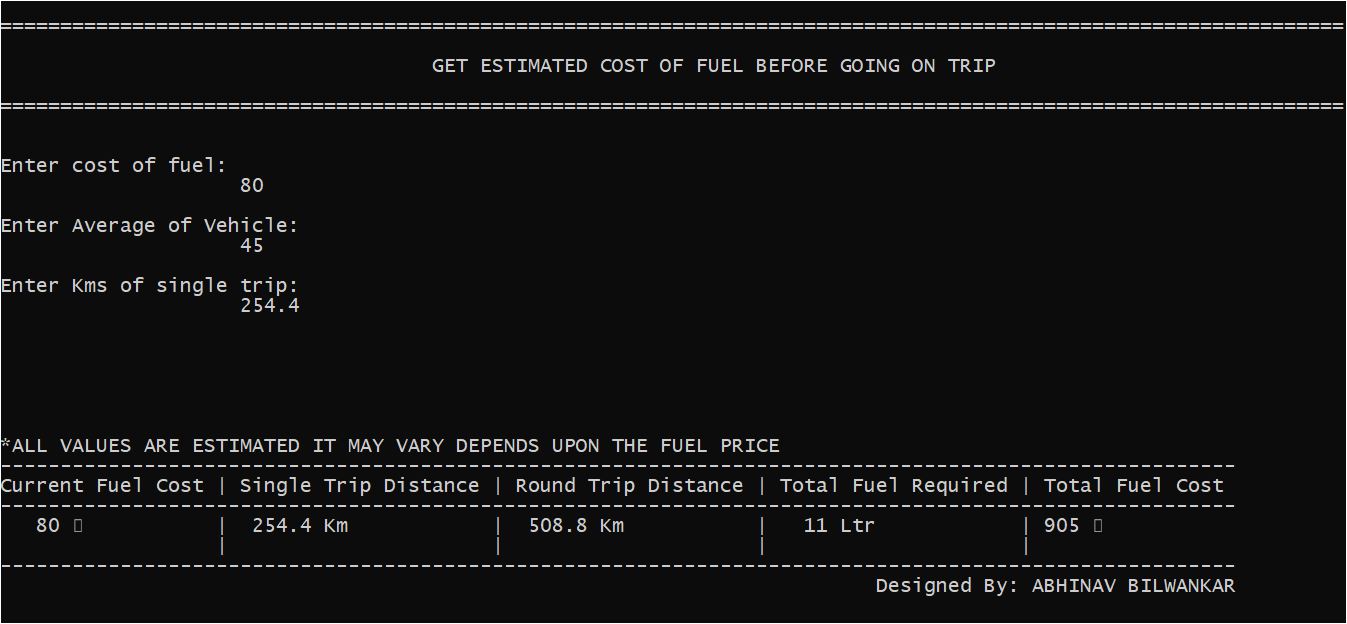 ================================================================================================================
GET ESTIMATED COST OF FUEL BEFORE GOING ON TRIP
================================================================================================================
Enter cost of fuel:
80
Enter Average of Vehicle:
45
Enter Kms of single trip:
254.4
*ALL VALUES ARE ESTIMATED IT MAY VARY DEPENDS UPON THE FUEL PRICE
-------------------------------------------------------------------------------------------------------
Current Fuel Cost | Single Trip Distance | Round Trip Distance | Total Fuel Required | Total Fuel Cost
-------------------------------------------------------------------------------------------------------
80 ▯ | 254.4 Km | 508.8 Km | 11 Ltr | 905 ▯
| | | |
-------------------------------------------------------------------------------------------------------
Designed By: ABHINAV BILWANKAR